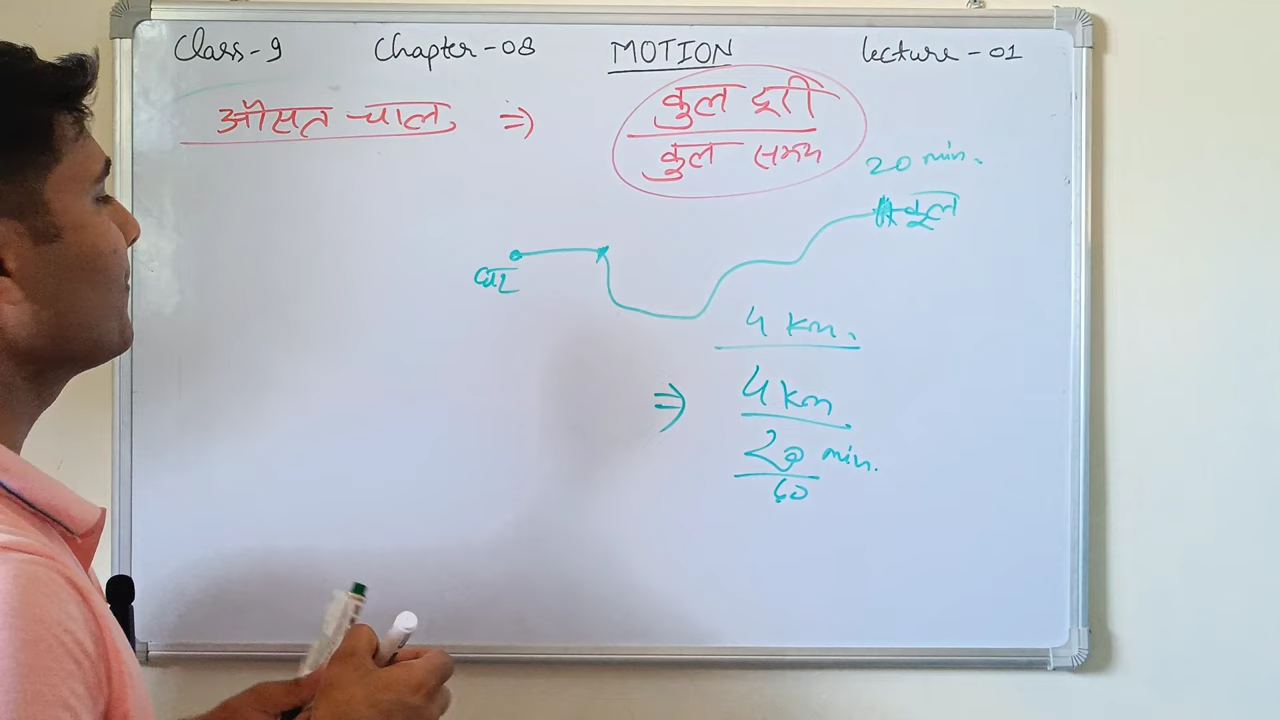 Class-9 Chapter-08 MOTION Lecture-01
औसत चाल ⇒ कुल दूरी
कुल समय
20 min.
घर
स्कूल
4 km.
⇒ 4 km
20 min.
60